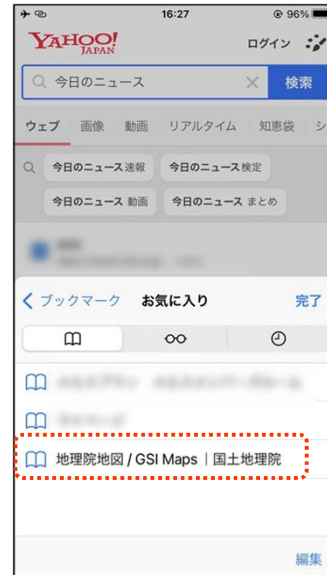 16:27 96%
YAHOO!
JAPAN
ログイン
今日のニュース
検索
ウェブ 画像 動画 リアルタイム 知恵袋 シ
今日のニュース速報 今日のニュース検定
今日のニュース 動画 今日のニュース まとめ
ブックマーク お気に入り 完了
地理院地図 / GSI Maps｜国土地理院
編集